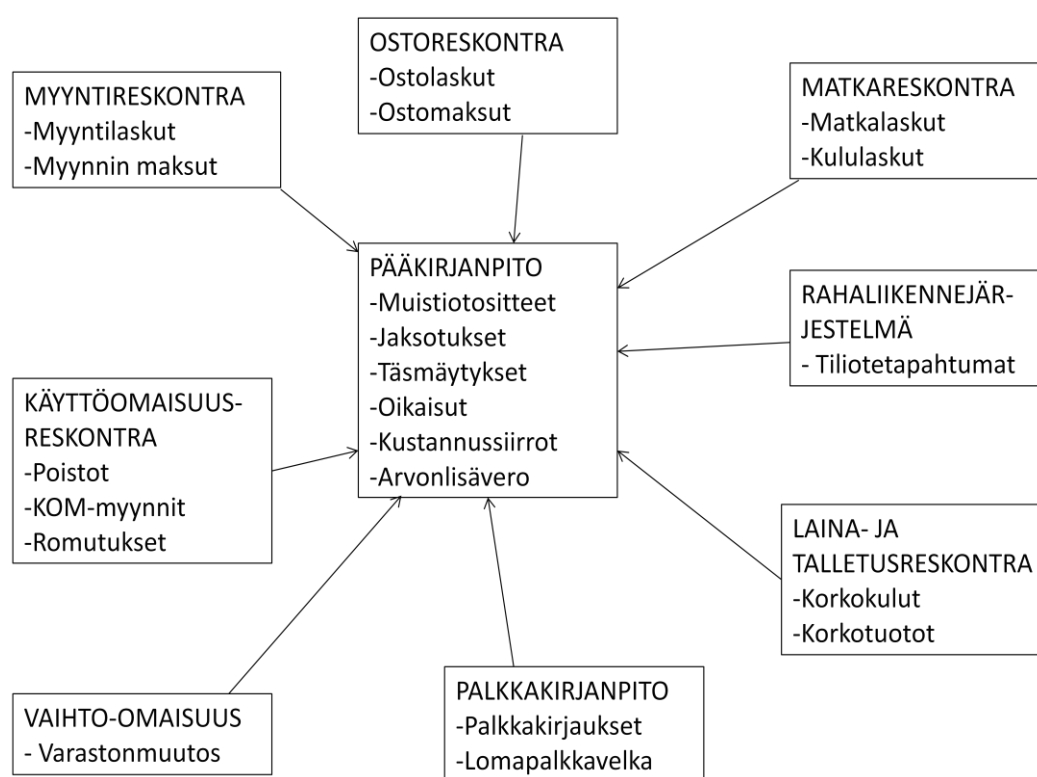 OSTORESKONTRA
-Ostolaskut
-Ostomaksut
MYYNTIRESKONTRA
-Myyntilaskut
-Myynnin maksut
MATKARESKONTRA
-Matkalaskut
-Kululaskut
PÄÄKIRJANPITO
-Muistiotositteet
-Jaksotukset
-Täsmäytykset
-Oikaisut
-Kustannussiirrot
-Arvonlisävero
RAHALIIKENNEJÄR-
JESTELMÄ
- Tiliotetapahtumat
KÄYTTÖOMAISUUS-
RESKONTRA
-Poistot
-KOM-myynnit
-Romutukset
LAINA- JA
TALLETUSRESKONTRA
-Korkokulut
-Korkotuotot
VAIHTO-OMAISUUS
- Varastonmuutos
PALKKAKIRJANPITO
-Palkkakirjaukset
-Lomapalkkavelka